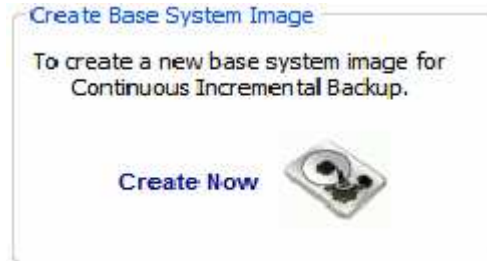 Create Base System Image
To create a new base system image for
Continuous Incremental Backup.
Create Now